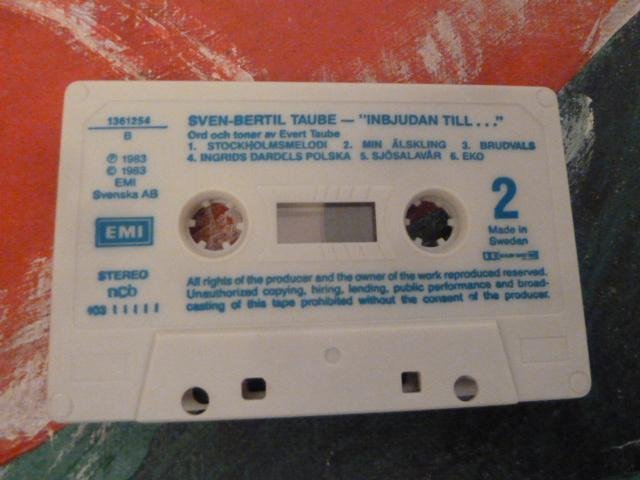 1361254
B
℗ 1983
© 1983
EMI
Svenska AB
EMI
STEREO
ncb
SVEN-BERTIL TAUBE — "INBJUDAN TILL..."
Ord och toner av Evert Taube
1. STOCKHOLMSMELODI 2. MIN ÄLSKLING 3. BRUDVALS
4. INGRIDS DARDELS POLSKA 5. SJÖSALAVÅR 6. EKO
2
Made in
Sweden
All rights of the producer and the owner of the work reproduced reserved.
Unauthorized copying, hiring, lending, public performance and broad-
casting of this tape prohibited without the consent of the producer.